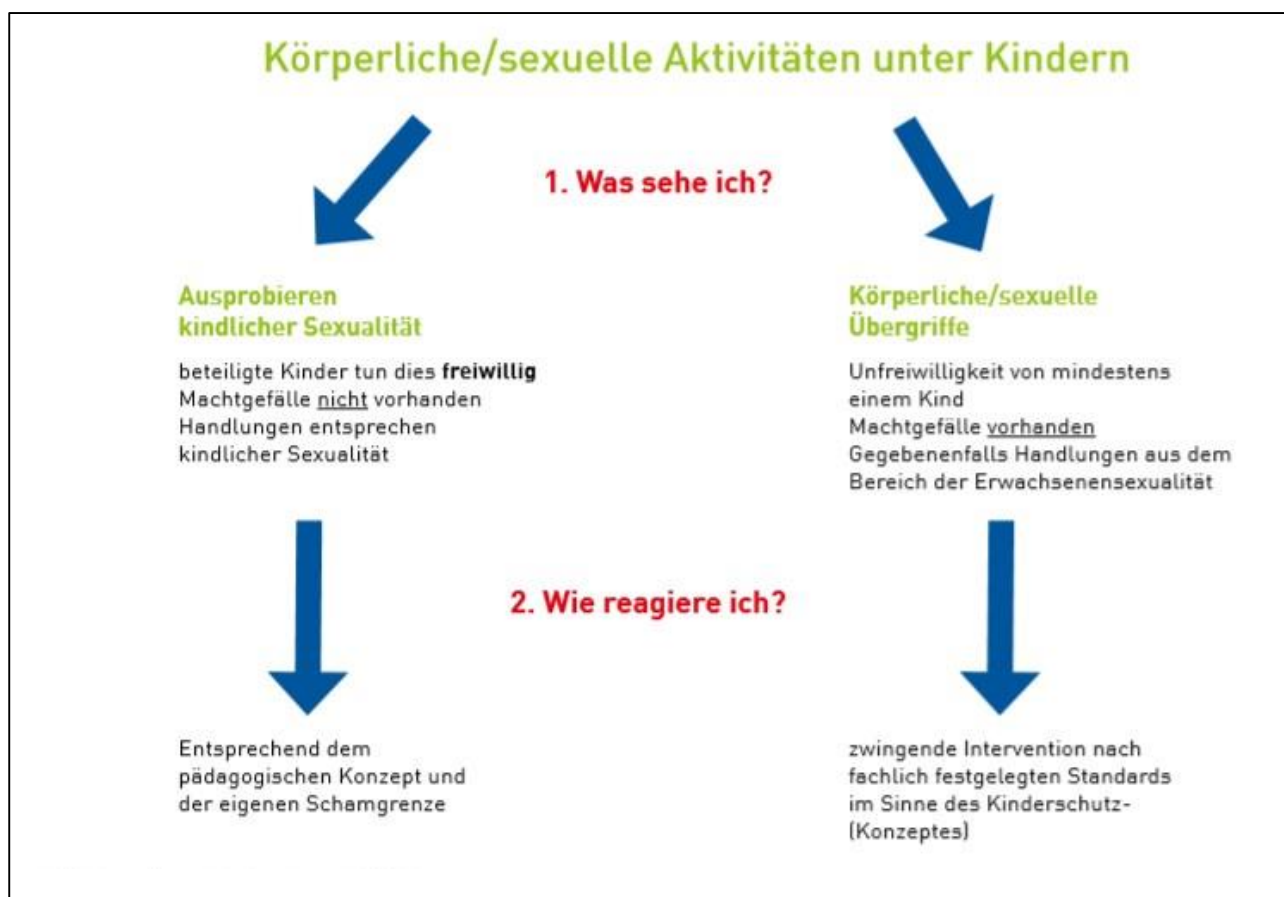 Körperliche/sexuelle Aktivitäten unter Kindern
1. Was sehe ich?
Ausprobieren
kindlicher Sexualität
beteiligte Kinder tun dies freiwillig
Machtgefälle nicht vorhanden
Handlungen entsprechen
kindlicher Sexualität
Körperliche/sexuelle
Übergriffe
Unfreiwilligkeit von mindestens
einem Kind
Machtgefälle vorhanden
Gegebenenfalls Handlungen aus dem
Bereich der Erwachsenensexualität
2. Wie reagiere ich?
Entsprechend dem
pädagogischen Konzept und
der eigenen Schamgrenze
zwingende Intervention nach
fachlich festgelegten Standards
im Sinne des Kinderschutz-
(Konzeptes)